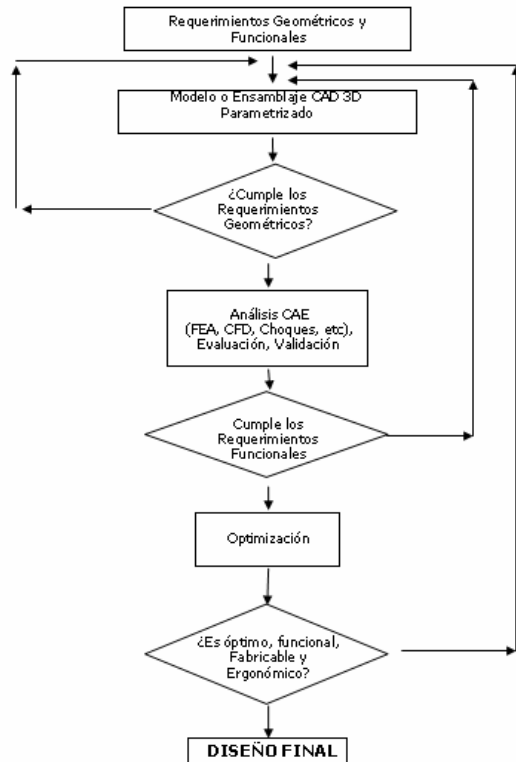 Requerimientos Geométricos y
Funcionales
Modelo o Ensamblaje CAD 3D
Parametrizado
¿Cumple los
Requerimientos
Geométricos?
Análisis CAE
(FEA, CFD, Choques, etc),
Evaluación, Validación
Cumple los
Requerimientos
Funcionales
Optimización
¿Es óptimo, funcional,
Fabricable y
Ergonómico?
DISEÑO FINAL